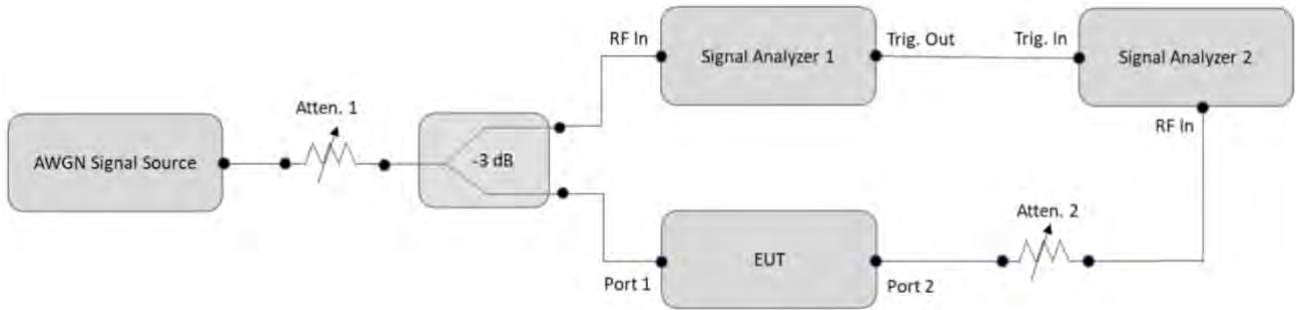 RF In
Signal Analyzer 1
Trig. Out
Trig. In
Signal Analyzer 2
RF In
Atten. 1
AWGN Signal Source
-3 dB
Atten. 2
EUT
Port 1
Port 2